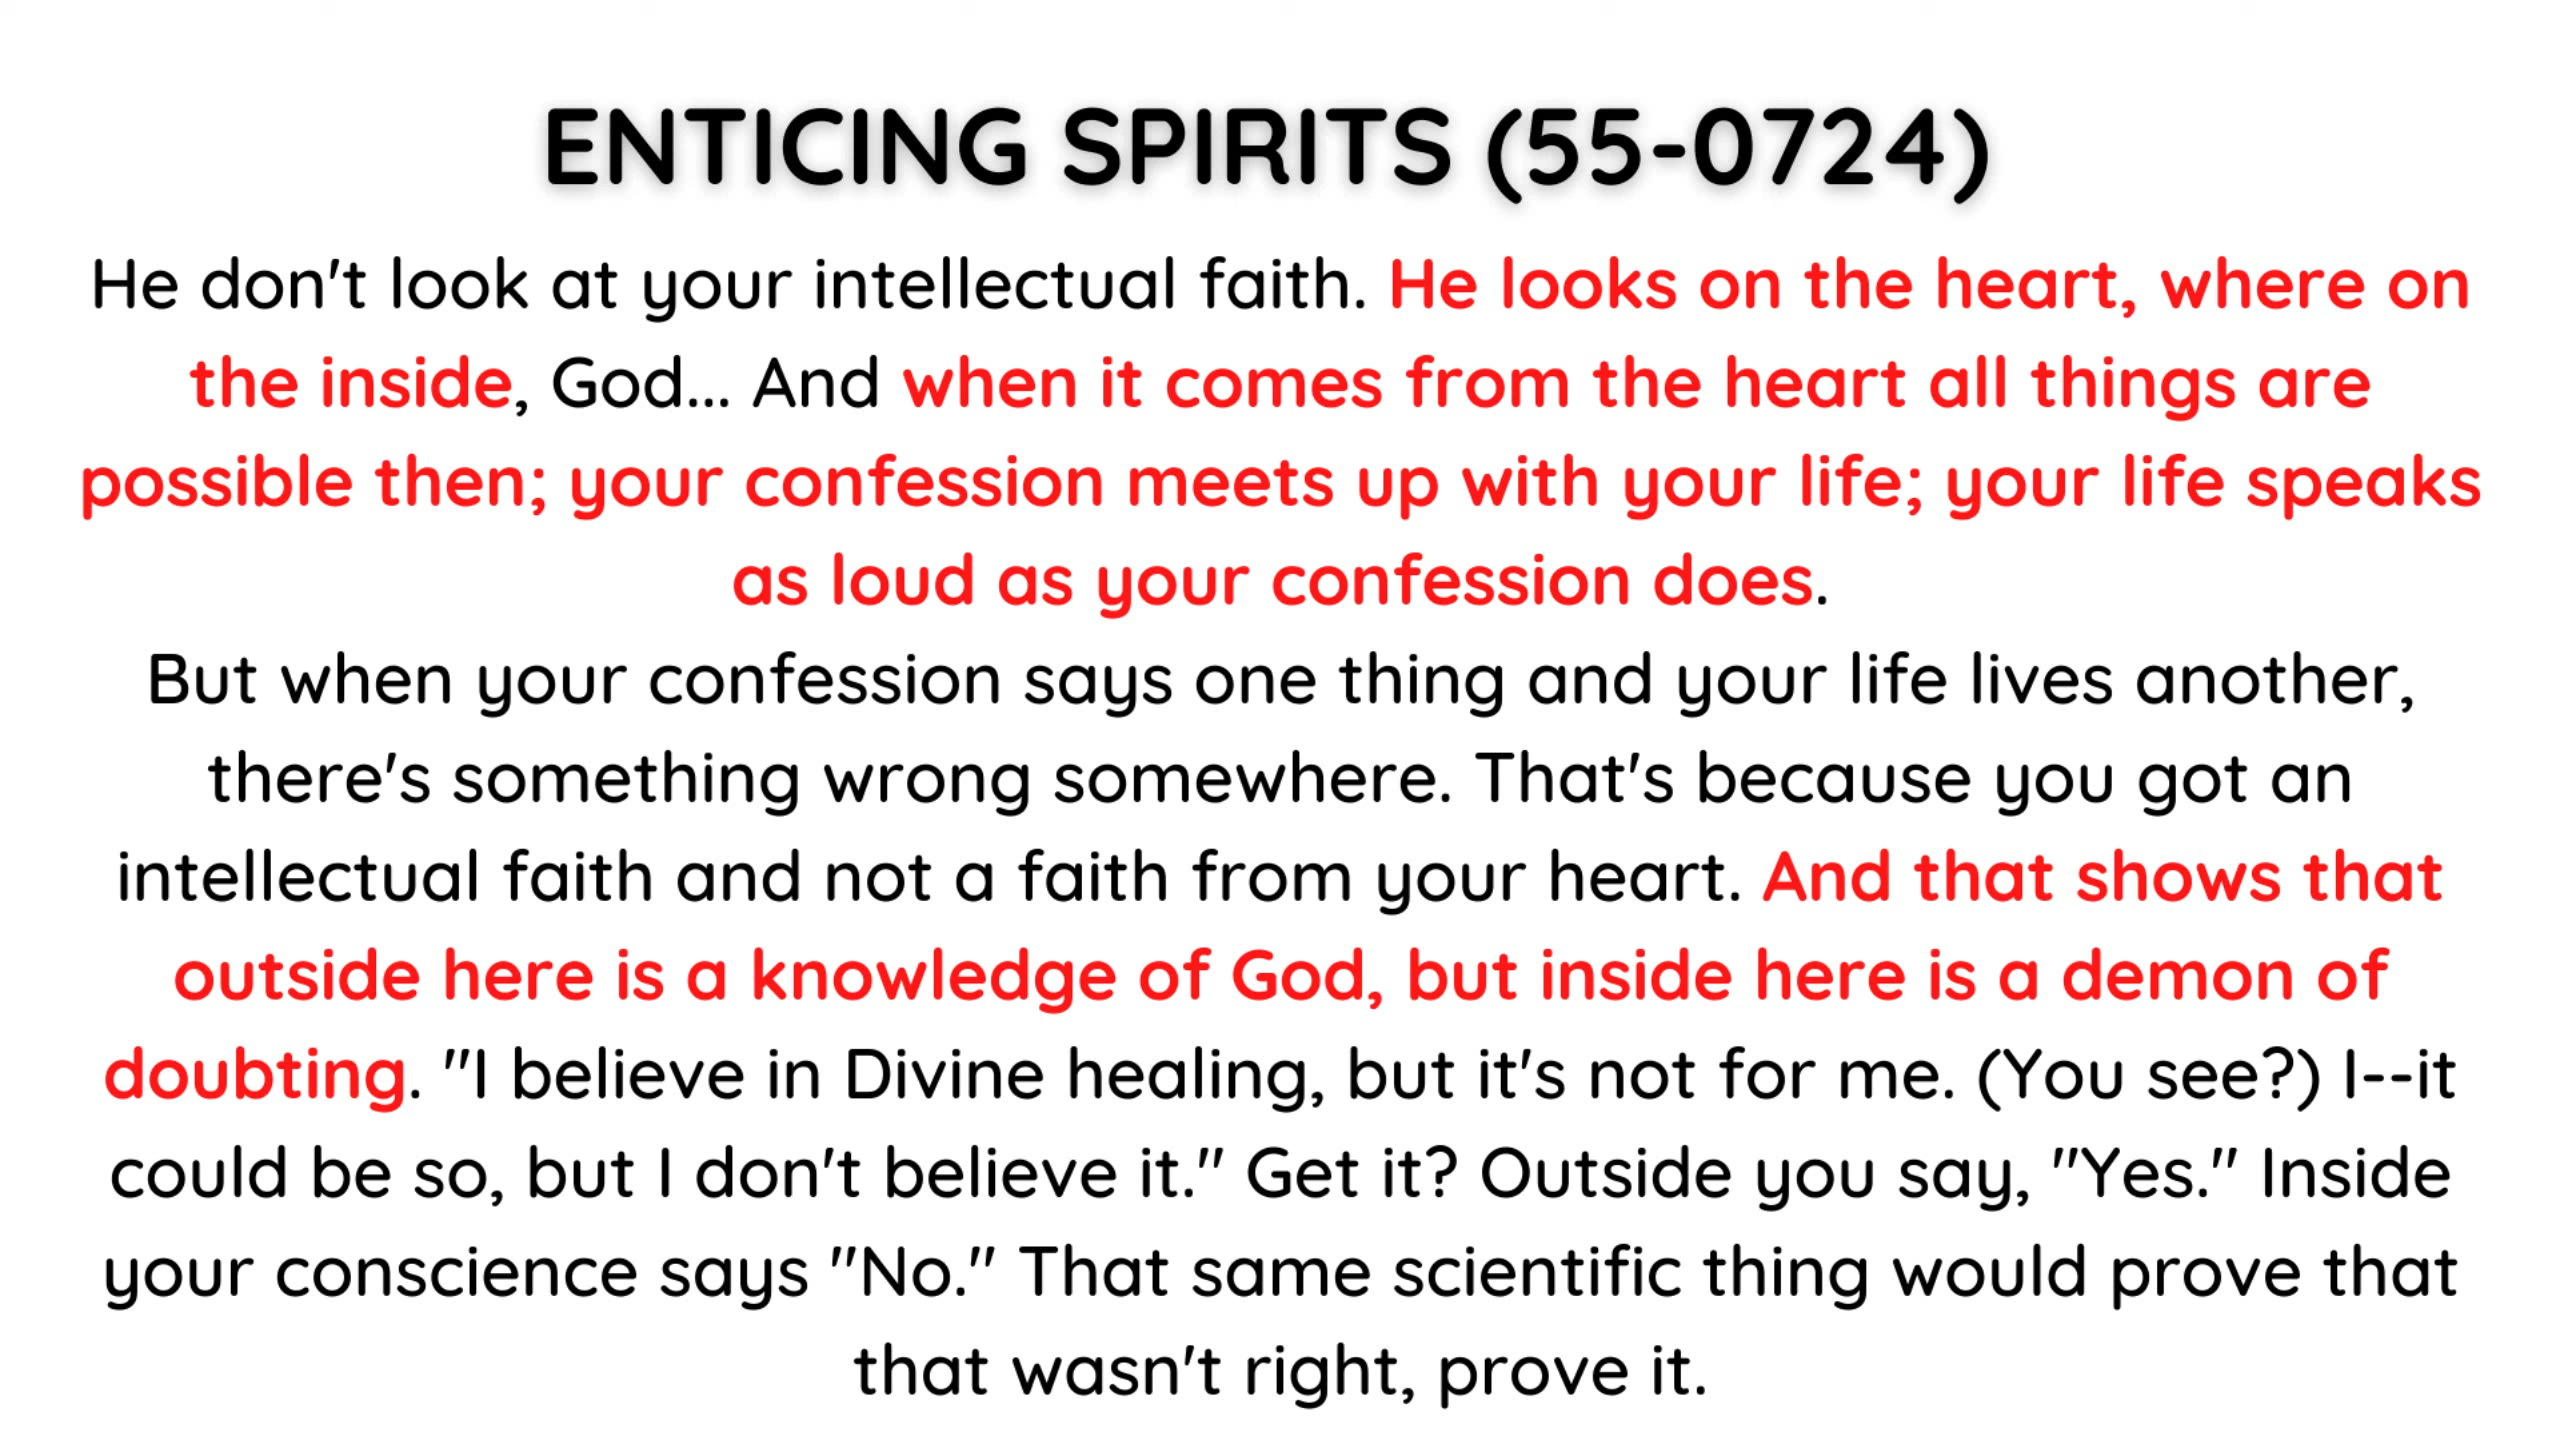 ENTICING SPIRITS (55-0724)
He don't look at your intellectual faith. He looks on the heart, where on
the inside, God... And when it comes from the heart all things are
possible then; your confession meets up with your life; your life speaks
as loud as your confession does.
But when your confession says one thing and your life lives another,
there's something wrong somewhere. That's because you got an
intellectual faith and not a faith from your heart. And that shows that
outside here is a knowledge of God, but inside here is a demon of
doubting. "I believe in Divine healing, but it's not for me. (You see?) I--it
could be so, but I don't believe it." Get it? Outside you say, "Yes." Inside
your conscience says "No." That same scientific thing would prove that
that wasn't right, prove it.